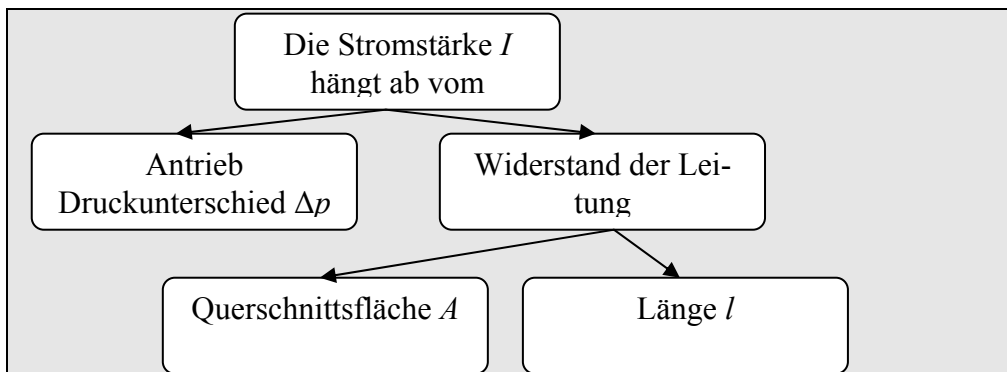 Die Stromstärke I
hängt ab vom
Antrieb
Druckunterschied Δp
Widerstand der Lei-
tung
Querschnittsfläche A
Länge l